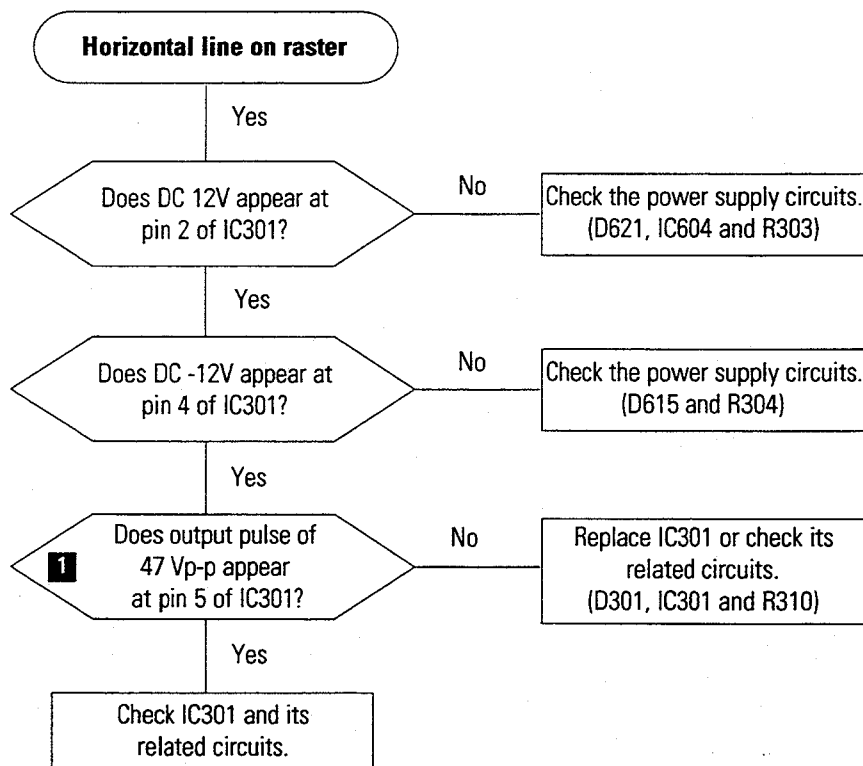 Horizontal line on raster
Yes
Does DC 12V appear at
pin 2 of IC301?
No
Check the power supply circuits.
(D621, IC604 and R303)
Yes
Does DC -12V appear at
pin 4 of IC301?
No
Check the power supply circuits.
(D615 and R304)
Yes
1
Does output pulse of
47 Vp-p appear
at pin 5 of IC301?
No
Replace IC301 or check its
related circuits.
(D301, IC301 and R310)
Yes
Check IC301 and its
related circuits.